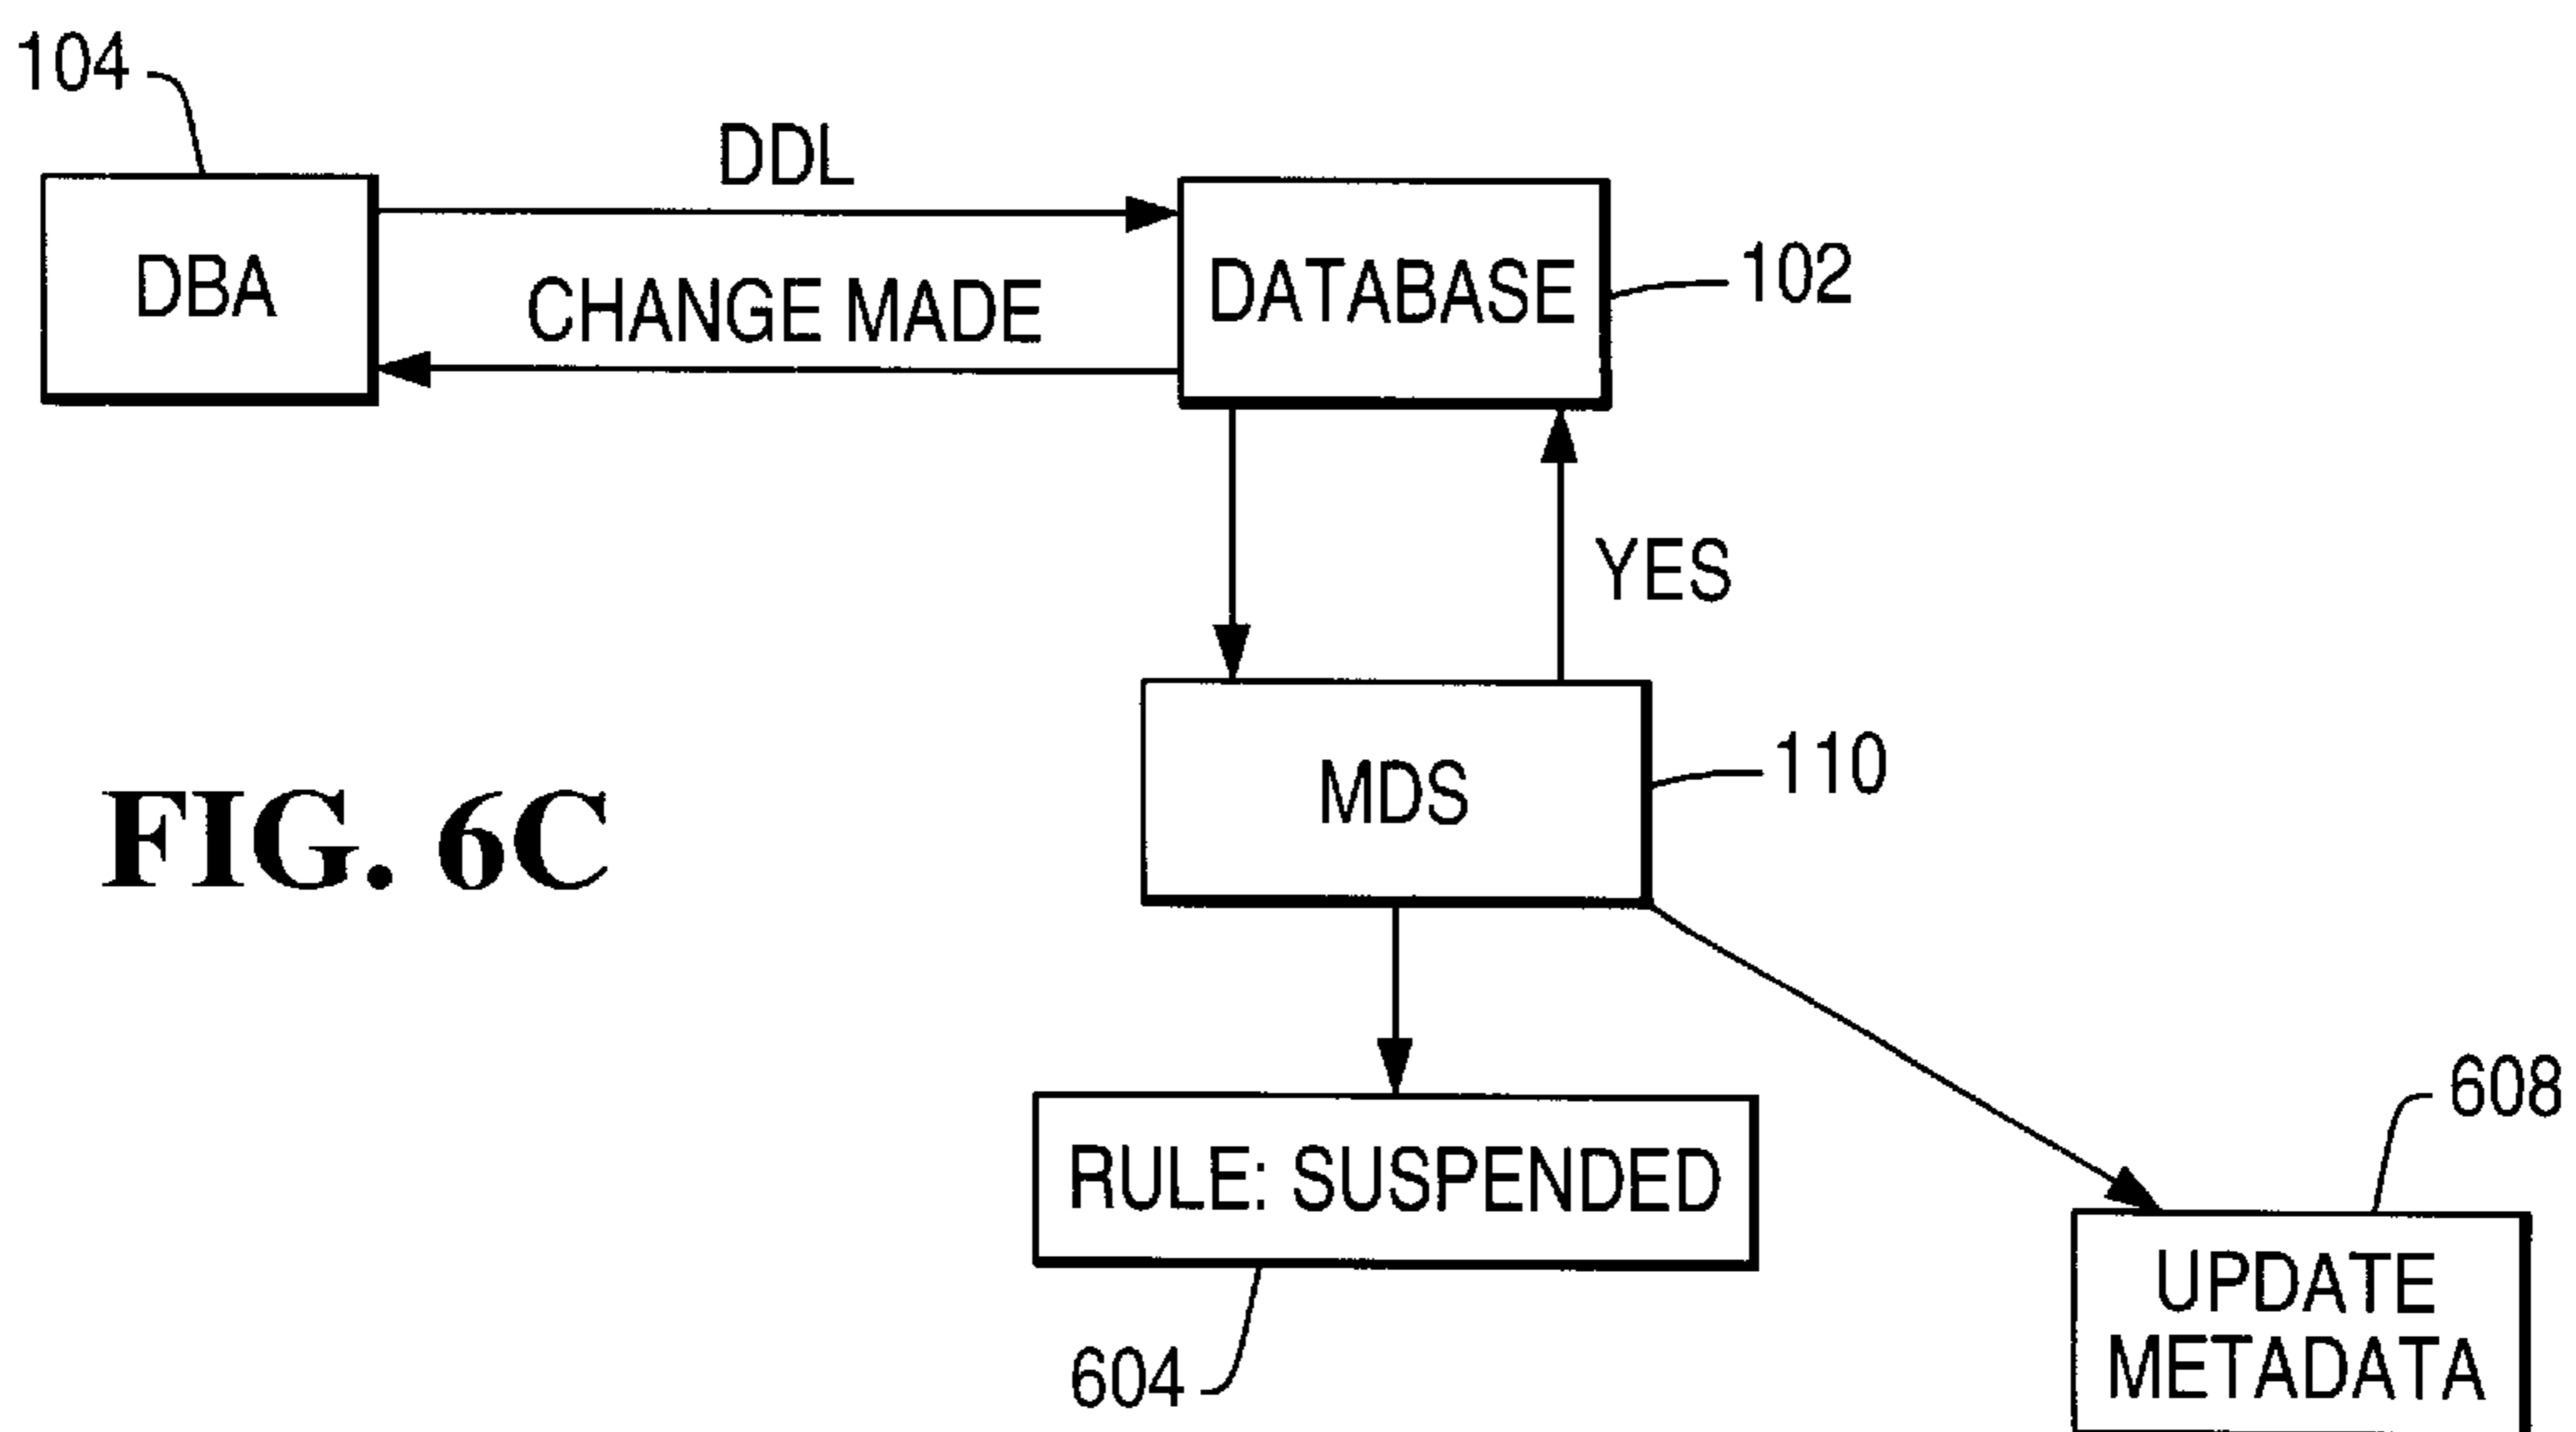 104
DDL
DBA
CHANGE MADE
DATABASE
102
YES
MDS
110
FIG. 6C
RULE: SUSPENDED
604
608
UPDATE
METADATA